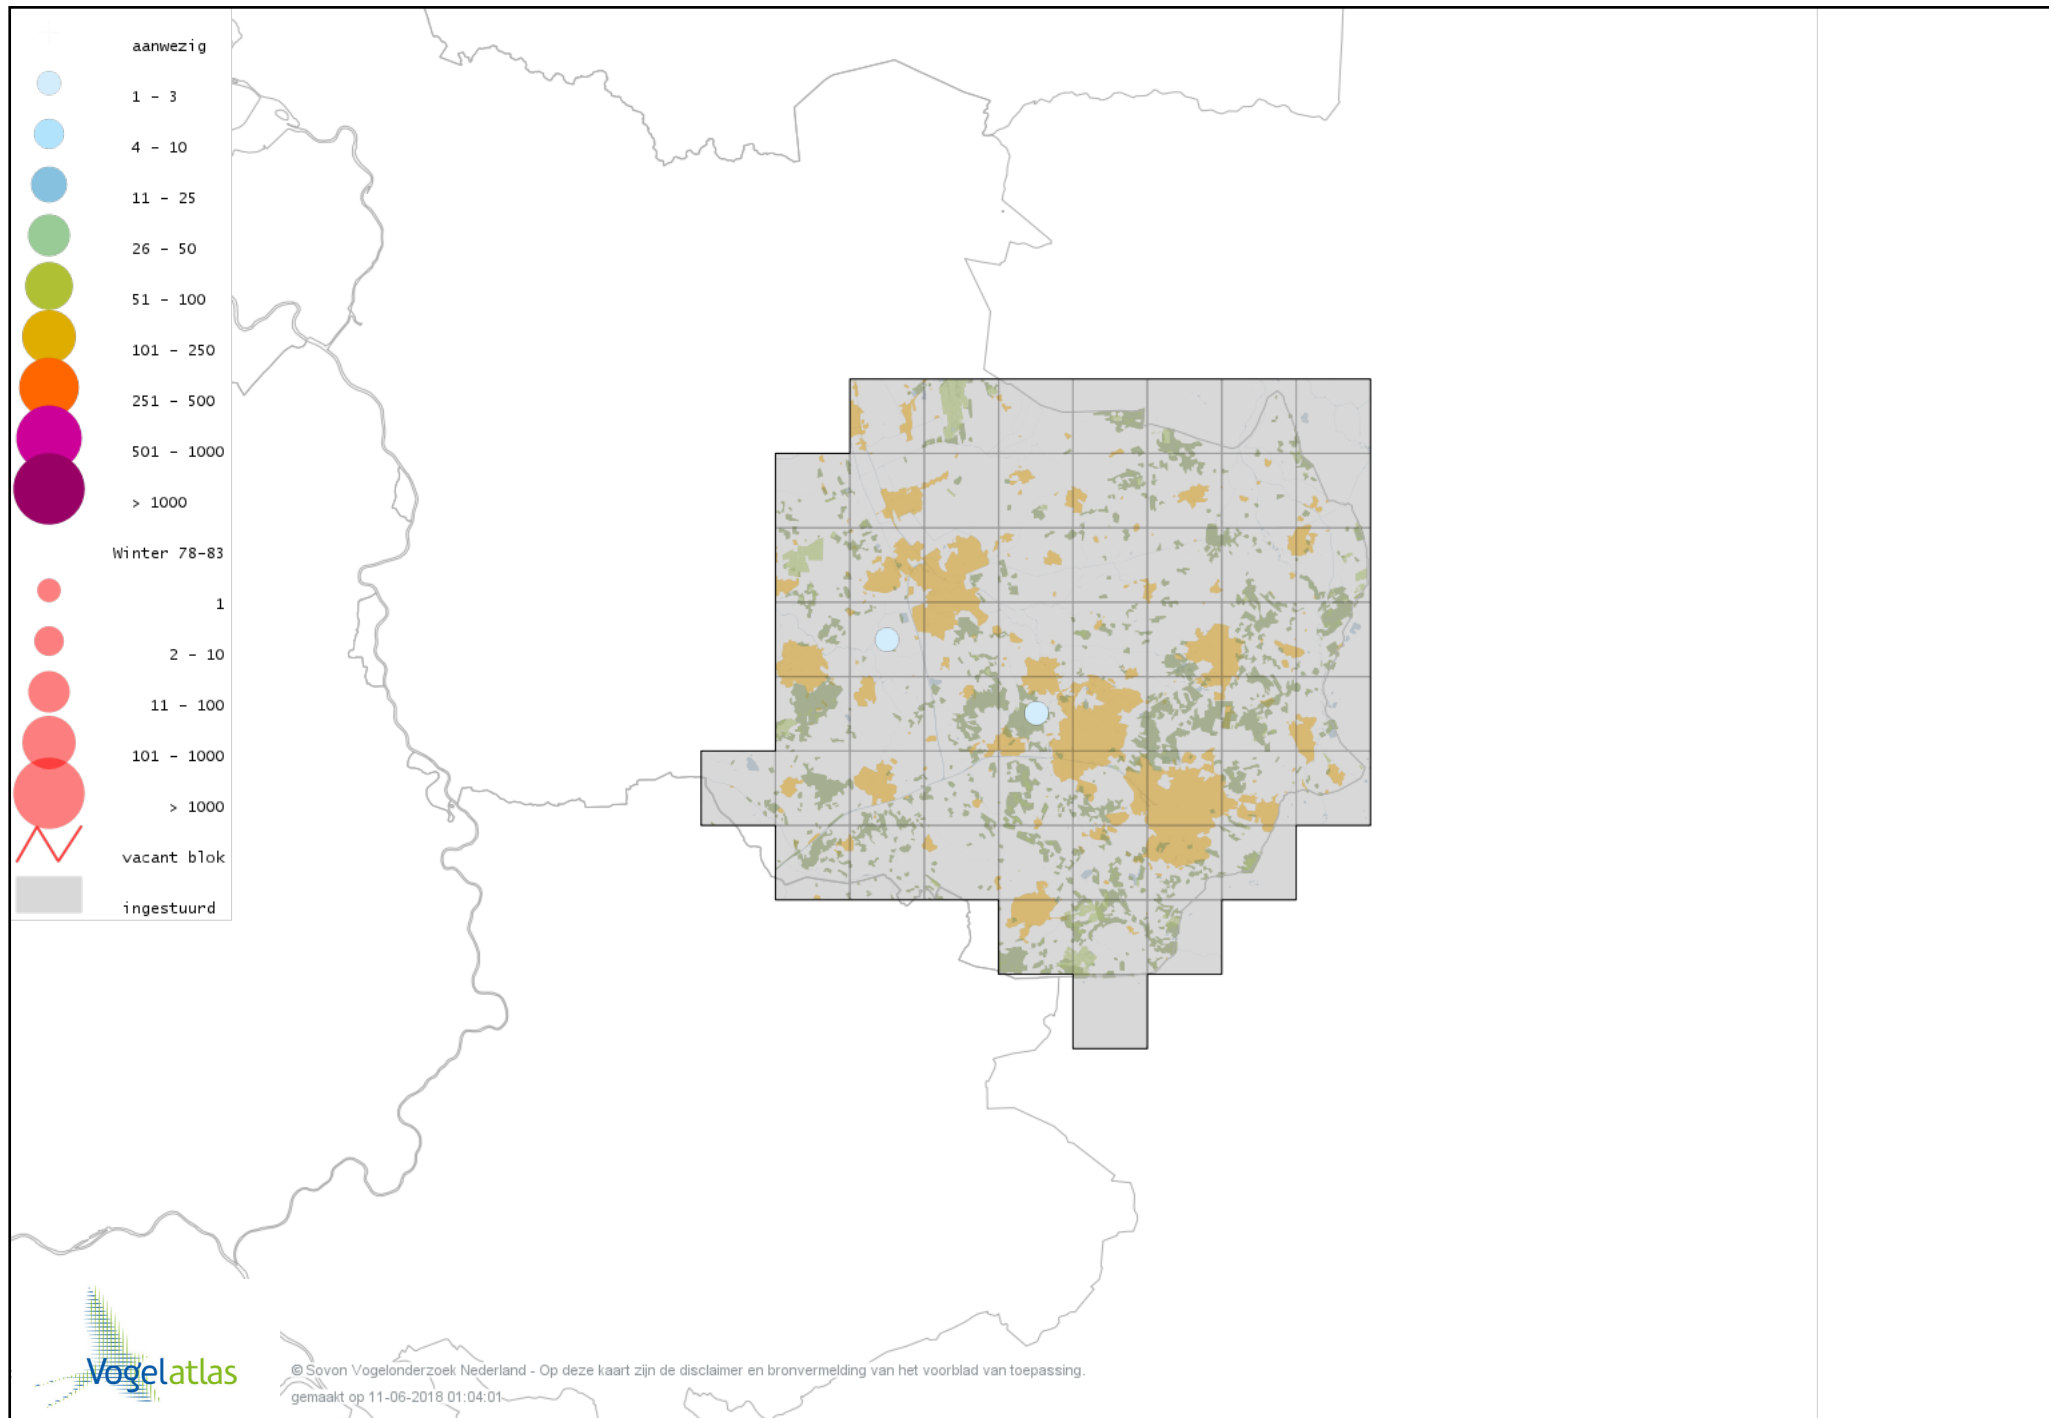 aanwezig
1 - 3
4 - 10
11 - 25
26 - 50
51 - 100
101 - 250
251 - 500
501 - 1000
> 1000
Winter 78-83
1
2 - 10
11 - 100
101 - 1000
> 1000
vacant blok
ingestuurd
Vogelatlas
© Sovon Vogelonderzoek Nederland - Op deze kaart zijn de disclaimer en bronvermelding van het voorblad van toepassing.
gemaakt op 11-06-2018 01:04:01